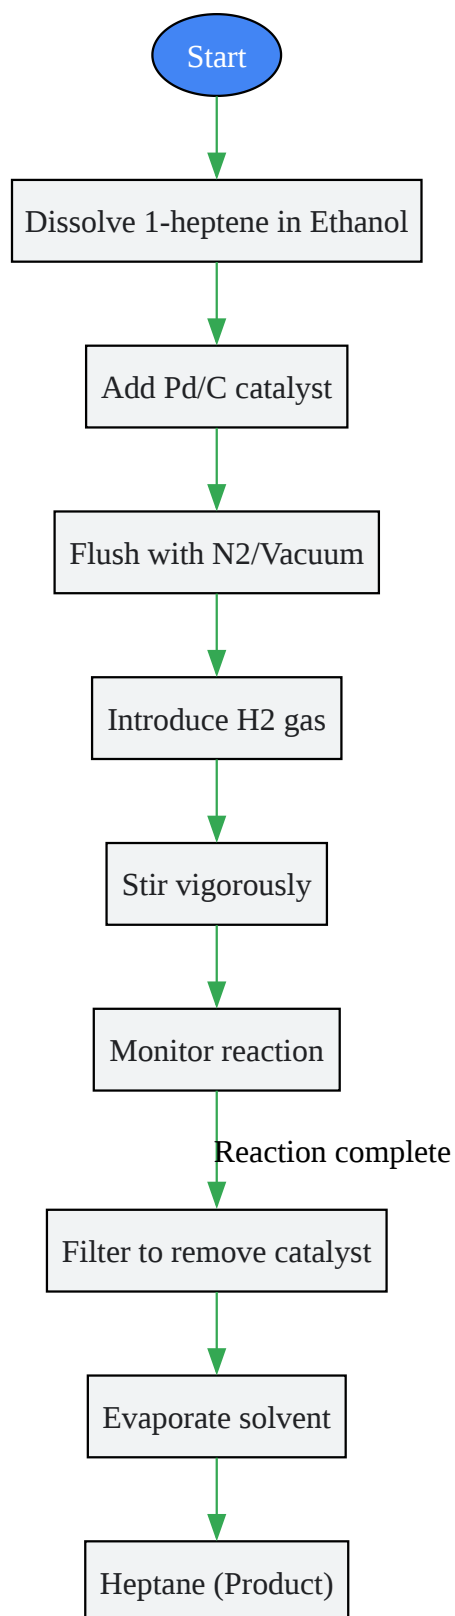 Start
Dissolve 1-heptene in Ethanol
Add Pd/C catalyst
Flush with N2/Vacuum
Introduce H2 gas
Stir vigorously
Monitor reaction
Reaction complete
Filter to remove catalyst
Evaporate solvent
Heptane (Product)